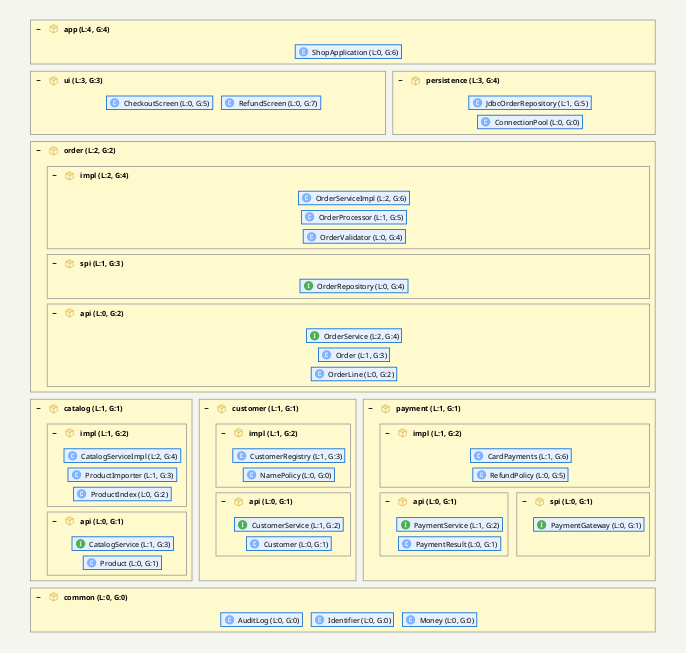 app (L:4, G:4)
ShopApplication (L:0, G:6)
ui (L:3, G:3)
persistence (L:3, G:4)
CheckoutScreen (L:0, G:5)
RefundScreen (L:0, G:7)
JdbcOrderRepository (L:1, G:5)
ConnectionPool (L:0, G:0)
order (L:2, G:2)
impl (L:2, G:4)
OrderServiceImpl (L:2, G:6)
OrderProcessor (L:1, G:5)
OrderValidator (L:0, G:4)
spi (L:1, G:3)
OrderRepository (L:0, G:4)
api (L:0, G:2)
OrderService (L:2, G:4)
Order (L:1, G:3)
OrderLine (L:0, G:2)
catalog (L:1, G:1)
impl (L:1, G:2)
CatalogServiceImpl (L:2, G:4)
ProductImporter (L:1, G:3)
ProductIndex (L:0, G:2)
api (L:0, G:1)
CatalogService (L:1, G:3)
Product (L:0, G:1)
customer (L:1, G:1)
impl (L:1, G:2)
CustomerRegistry (L:1, G:3)
NamePolicy (L:0, G:0)
api (L:0, G:1)
CustomerService (L:1, G:2)
Customer (L:0, G:1)
payment (L:1, G:1)
impl (L:1, G:2)
CardPayments (L:1, G:6)
RefundPolicy (L:0, G:5)
api (L:0, G:1)
PaymentService (L:1, G:2)
PaymentResult (L:0, G:1)
spi (L:0, G:1)
PaymentGateway (L:0, G:1)
common (L:0, G:0)
AuditLog (L:0, G:0)
Identifier (L:0, G:0)
Money (L:0, G:0)